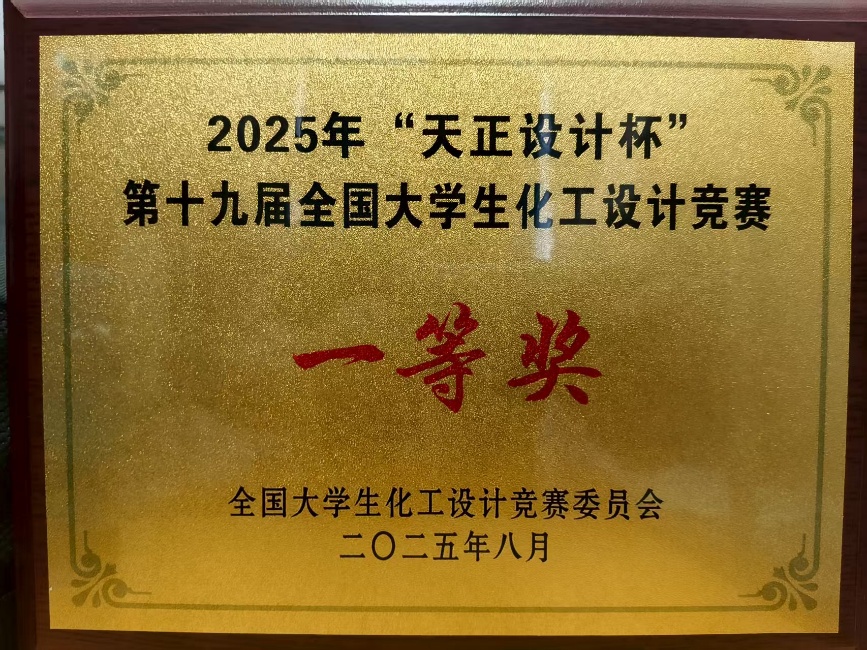 2025年“天正设计杯”
第十九届全国大学生化工设计竞赛
一等奖
全国大学生化工设计竞赛委员会
二〇二五年八月